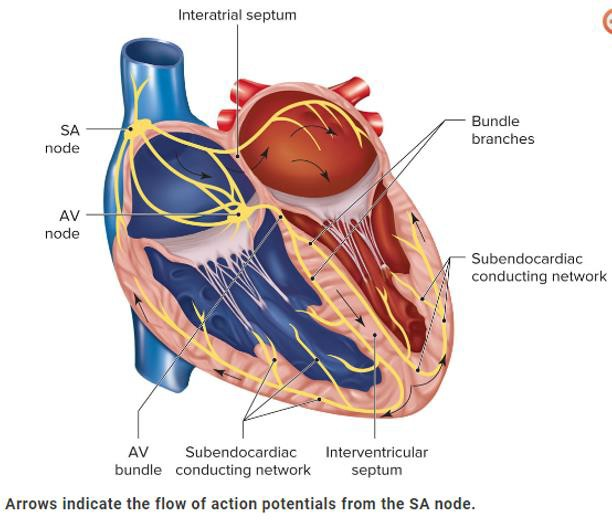 Interatrial septum
SA
node
Bundle
branches
AV
node
Subendocardiac
conducting network
AV
bundle
Subendocardiac
conducting network
Interventricular
septum
Arrows indicate the flow of action potentials from the SA node.